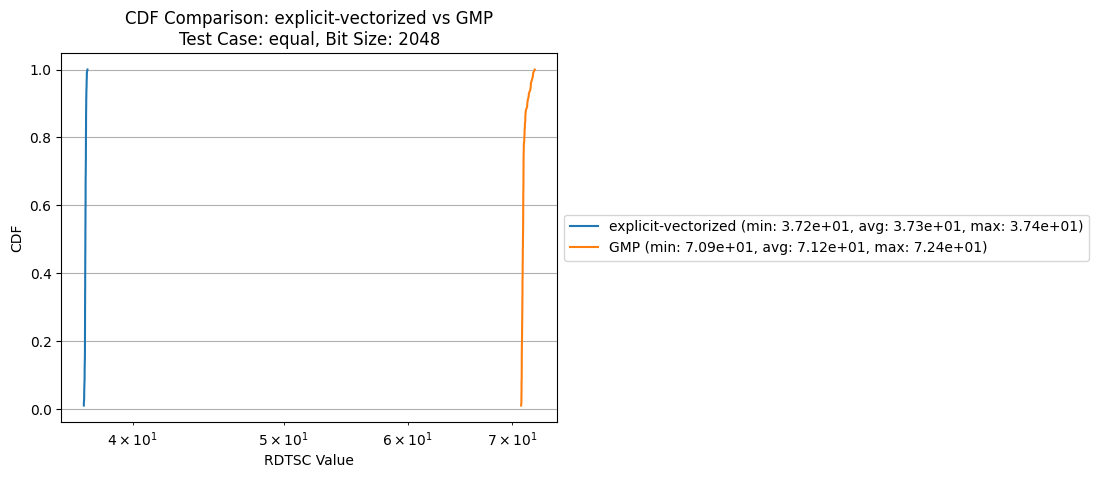 CDF Comparison: explicit-vectorized vs GMP
Test Case: equal, Bit Size: 2048
CDF
1.0
0.8
0.6
0.4
0.2
0.0
4 × 10¹
5 × 10¹
6 × 10¹
7 × 10¹
RDTSC Value
explicit-vectorized (min: 3.72e+01, avg: 3.73e+01, max: 3.74e+01)
GMP (min: 7.09e+01, avg: 7.12e+01, max: 7.24e+01)